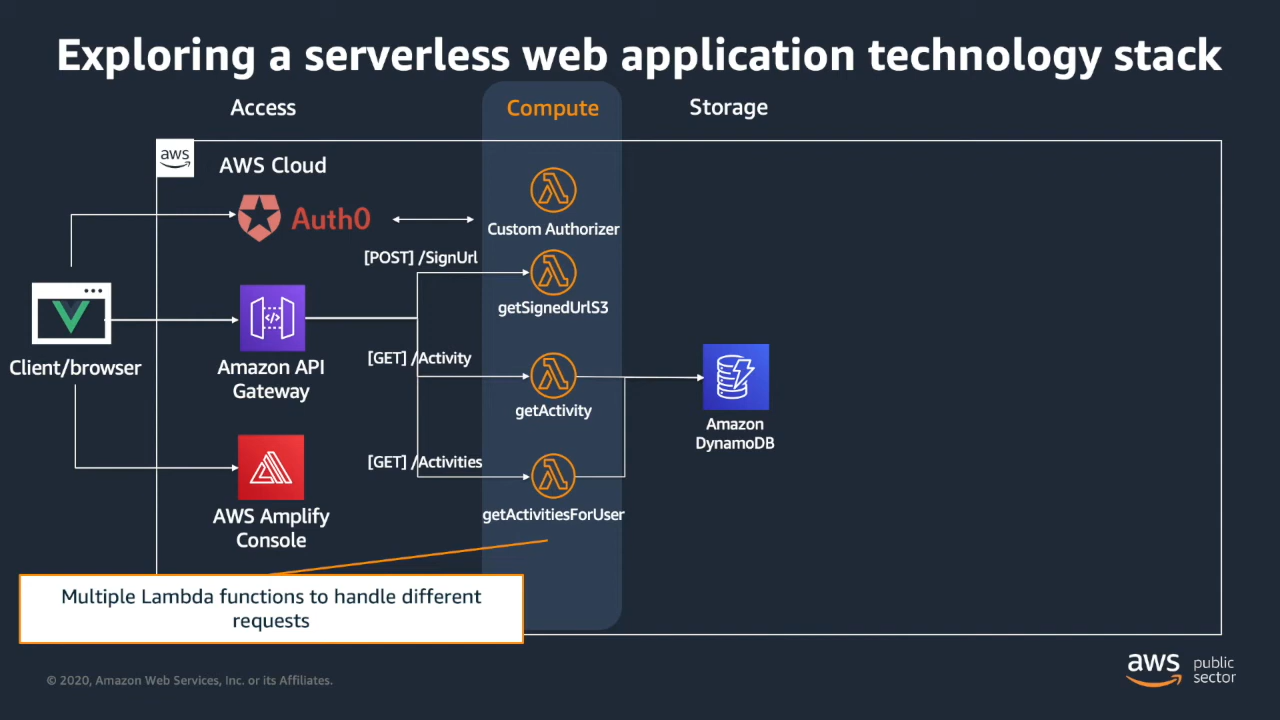 Exploring a serverless web application technology stack
Access
Compute
Storage
aws
AWS Cloud
Auth0
Custom Authorizer
[POST] /SignUrl
getSignedUrlS3
Client/browser
Amazon API
Gateway
[GET] /Activity
getActivity
Amazon
DynamoDB
[GET] /Activities
getActivitiesForUser
AWS Amplify
Console
Multiple Lambda functions to handle different
requests
© 2020, Amazon Web Services, Inc. or its Affiliates.
aws
public
sector